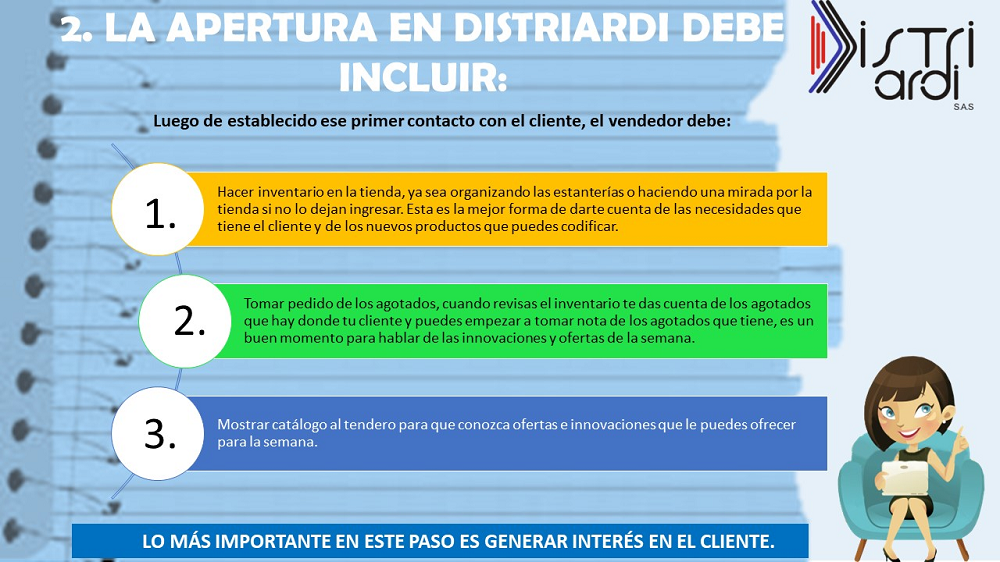 2. LA APERTURA EN DISTRIARDI DEBE
INCLUIR:
Distri
ardi
S.A.S
Luego de establecido ese primer contacto con el cliente, el vendedor debe:
1.
Hacer inventario en la tienda, ya sea organizando las estanterías o haciendo una mirada por la
tienda si no lo dejan ingresar. Esta es la mejor forma de darte cuenta de las necesidades que
tiene el cliente y de los nuevos productos que puedes codificar.
2.
Tomar pedido de los agotados, cuando revisas el inventario te das cuenta de los agotados
que hay donde tu cliente y puedes empezar a tomar nota de los agotados que tiene, es un
buen momento para hablar de las innovaciones y ofertas de la semana.
3.
Mostrar catálogo al tendero para que conozca ofertas e innovaciones que le puedes ofrecer
para la semana.
LO MÁS IMPORTANTE EN ESTE PASO ES GENERAR INTERÉS EN EL CLIENTE.